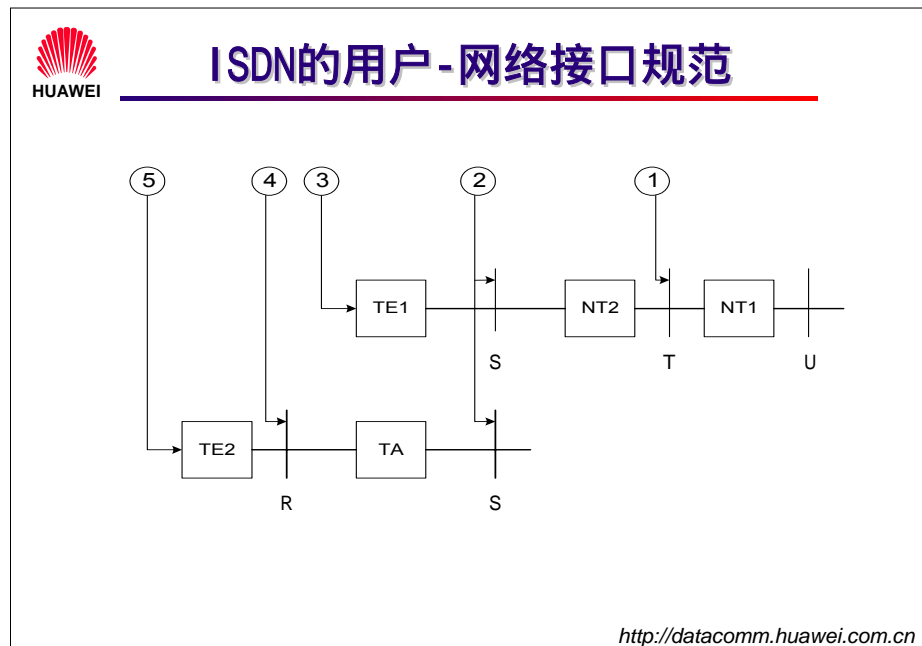 HUAWEI
ISDN的用户-网络接口规范
5 4 3 2 1
TE1 NT2 NT1
S T U
TE2 TA
R S
http://datacomm.huawei.com.cn